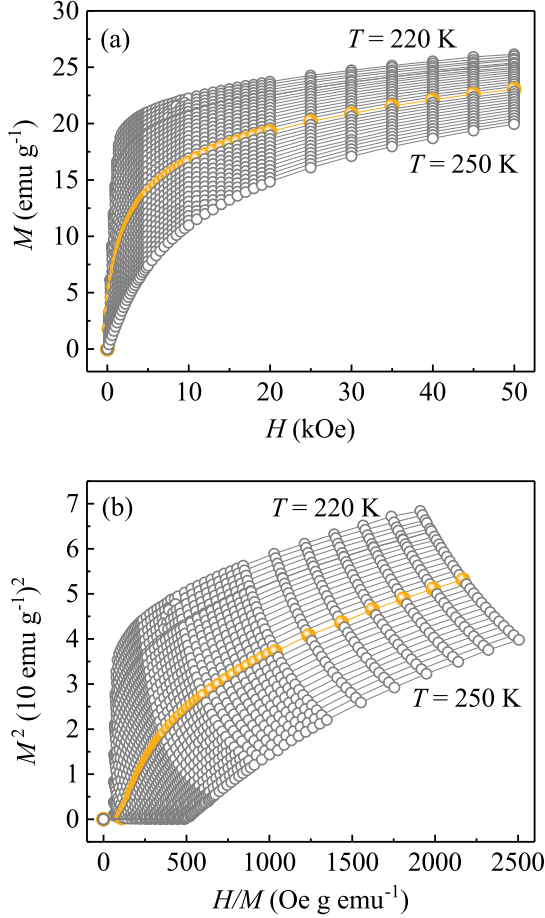 (a)
T = 220 K
T = 250 K
M (emu g⁻¹)
30
25
20
15
10
5
0
0 10 20 30 40 50
H (kOe)
(b)
T = 220 K
T = 250 K
M² (10 emu g⁻¹)²
7
6
5
4
3
2
1
0
0 500 1000 1500 2000 2500
H/M (Oe g emu⁻¹)